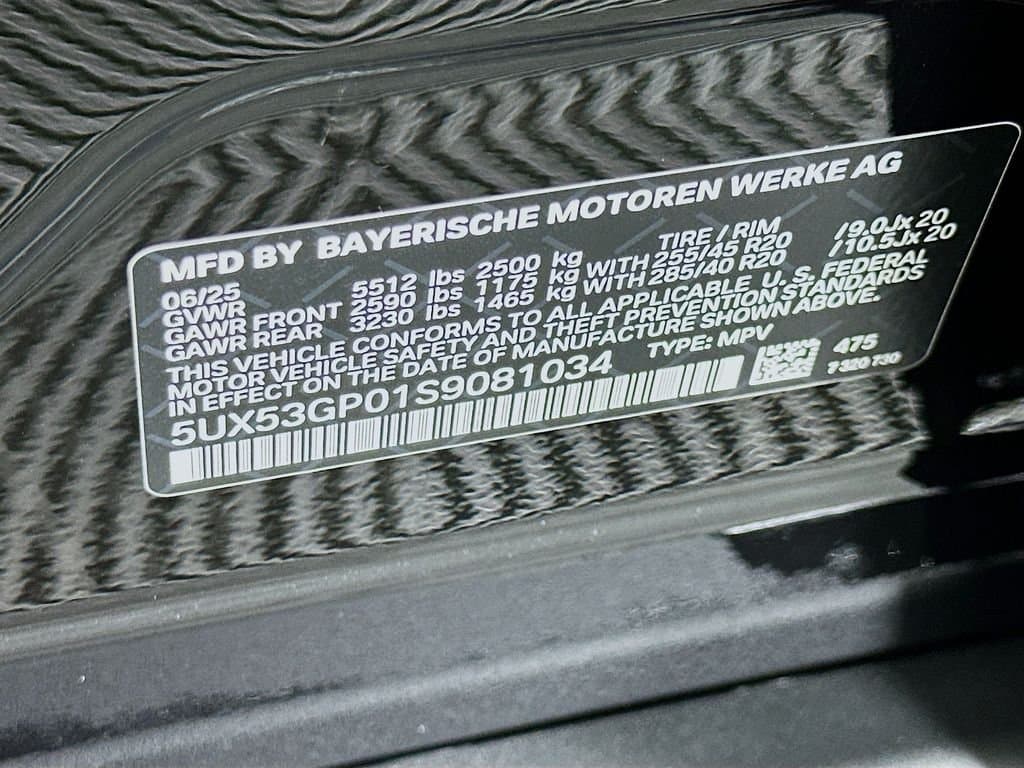 MFD BY BAYERISCHE MOTOREN WERKE AG
06/25 TIRE / RIM
GVWR 5512 lbs 2500 kg
GAWR FRONT 2590 lbs 1175 kg WITH 255/45 R20 /9.0Jx 20
GAWR REAR 3230 lbs 1465 kg WITH 285/40 R20 /10.5Jx 20
THIS VEHICLE CONFORMS TO ALL APPLICABLE U. S. FEDERAL
MOTOR VEHICLE SAFETY AND THEFT PREVENTION STANDARDS
IN EFFECT ON THE DATE OF MANUFACTURE SHOWN ABOVE.
5UX53GP01S9081034 TYPE: MPV 475
7320730